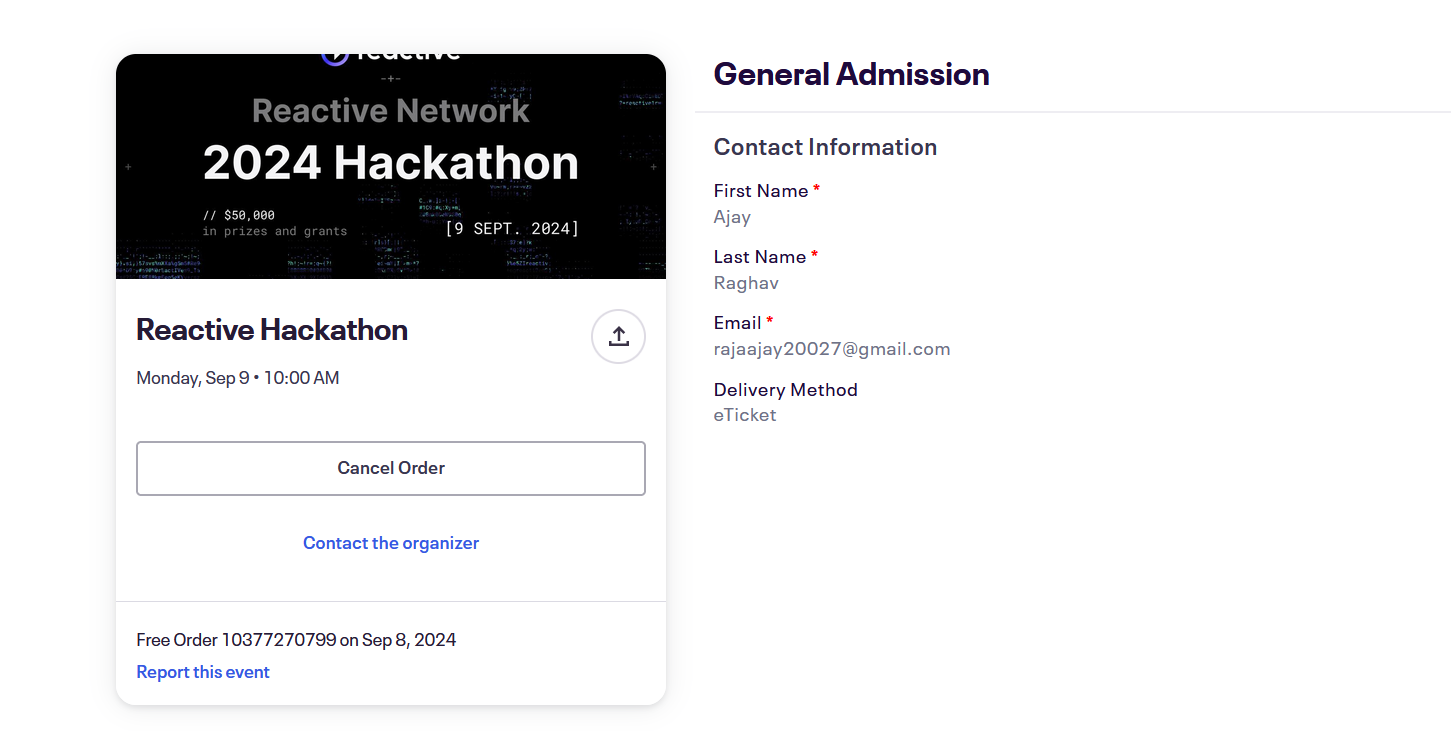 reactive
Reactive Network
2024 Hackathon
// $50,000
in prizes and grants
[9 SEPT. 2024]
Reactive Hackathon
Monday, Sep 9 • 10:00 AM
Cancel Order
Contact the organizer
Free Order 10377270799 on Sep 8, 2024
Report this event
General Admission
Contact Information
First Name *
Ajay
Last Name *
Raghav
Email *
rajaajay20027@gmail.com
Delivery Method
eTicket